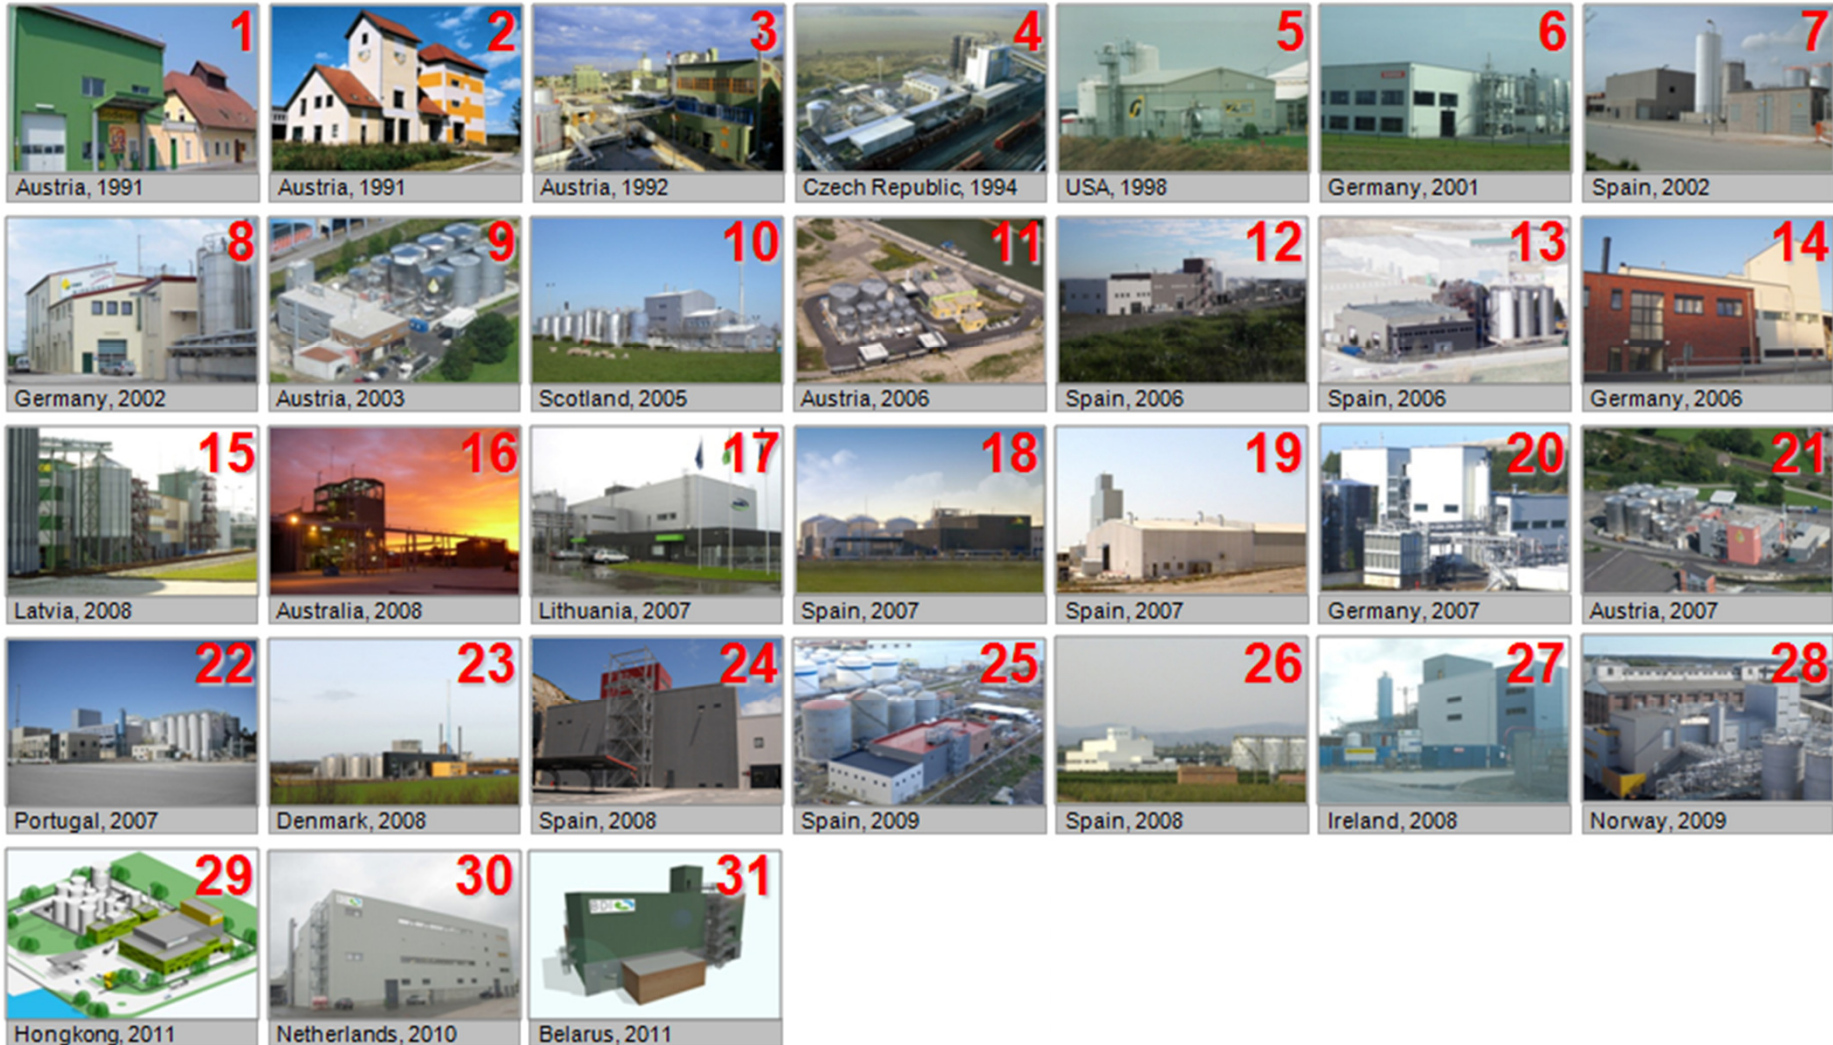 1
Austria, 1991
2
Austria, 1991
3
Austria, 1992
4
Czech Republic, 1994
5
USA, 1998
6
Germany, 2001
7
Spain, 2002
8
Germany, 2002
9
Austria, 2003
10
Scotland, 2005
11
Austria, 2006
12
Spain, 2006
13
Spain, 2006
14
Germany, 2006
15
Latvia, 2008
16
Australia, 2008
17
Lithuania, 2007
18
Spain, 2007
19
Spain, 2007
20
Germany, 2007
21
Austria, 2007
22
Portugal, 2007
23
Denmark, 2008
24
Spain, 2008
25
Spain, 2009
26
Spain, 2008
27
Ireland, 2008
28
Norway, 2009
29
Hongkong, 2011
30
BDI
Netherlands, 2010
31
BDI
Belarus, 2011